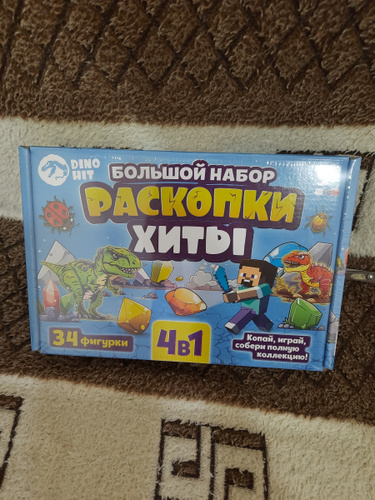 DINO
HIT
БОЛЬШОЙ НАБОР
РАСКОПКИ
ХИТЫ
34 фигурки
4в1
Копай, играй,
собери полную
коллекцию!